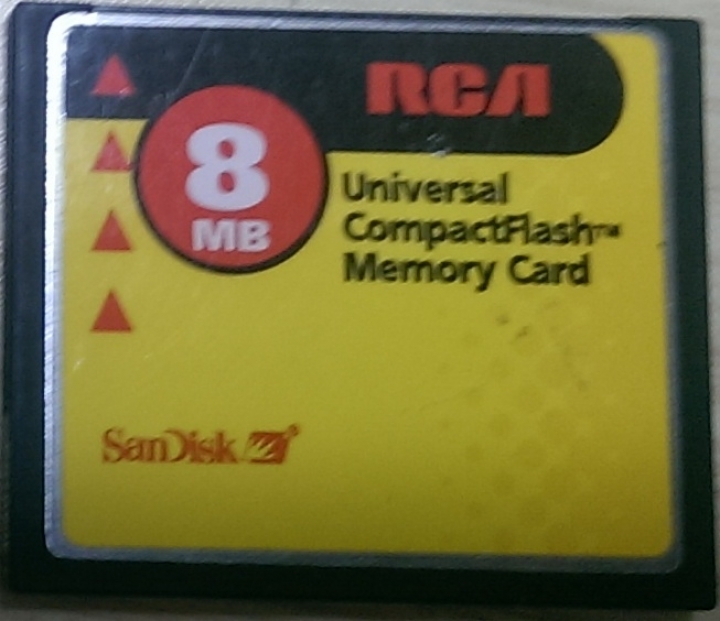 RCA
8
MB
Universal
CompactFlash™
Memory Card
SanDisk®